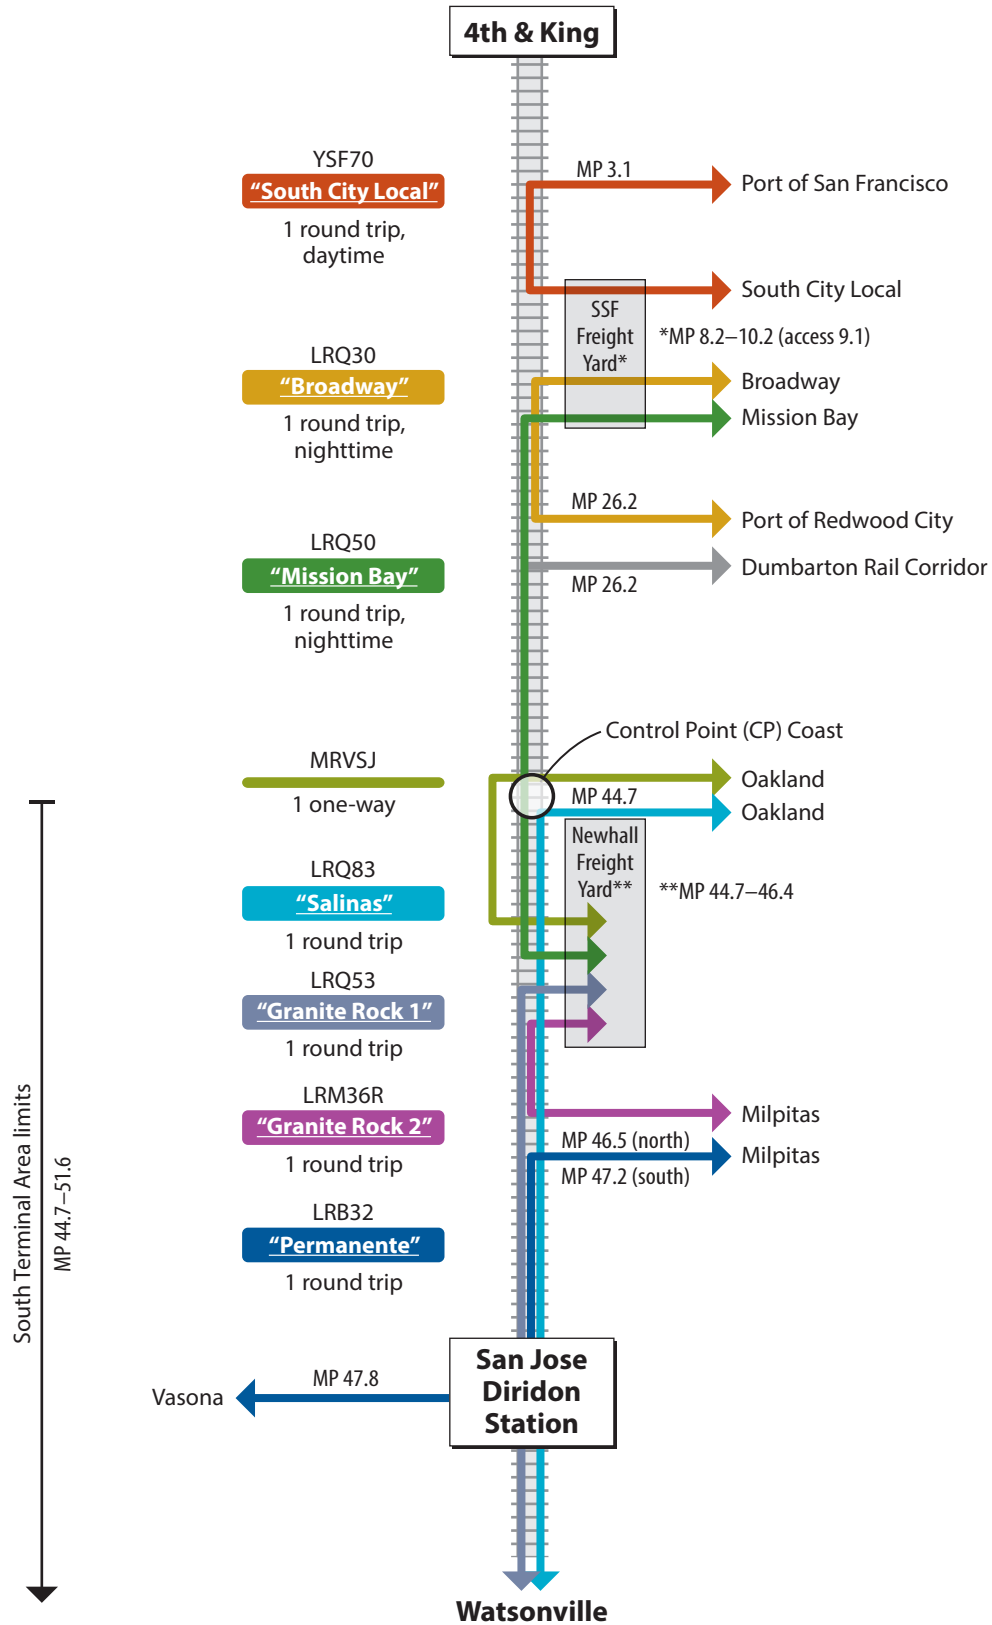 4th & King
YSF70
“South City Local”
1 round trip,
daytime
MP 3.1
Port of San Francisco
South City Local
SSF
Freight
Yard*
*MP 8.2–10.2 (access 9.1)
LRQ30
“Broadway”
1 round trip,
nighttime
Broadway
Mission Bay
MP 26.2
Port of Redwood City
LRQ50
“Mission Bay”
1 round trip,
nighttime
Dumbarton Rail Corridor
MP 26.2
Control Point (CP) Coast
MRVSJ
1 one-way
Oakland
MP 44.7
Oakland
Newhall
Freight
Yard**
**MP 44.7–46.4
LRQ83
“Salinas”
1 round trip
LRQ53
“Granite Rock 1”
1 round trip
LRM36R
“Granite Rock 2”
1 round trip
Milpitas
MP 46.5 (north)
Milpitas
MP 47.2 (south)
LRB32
“Permanente”
1 round trip
South Terminal Area limits
MP 44.7–51.6
San Jose
Diridon
Station
MP 47.8
Vasona
Watsonville